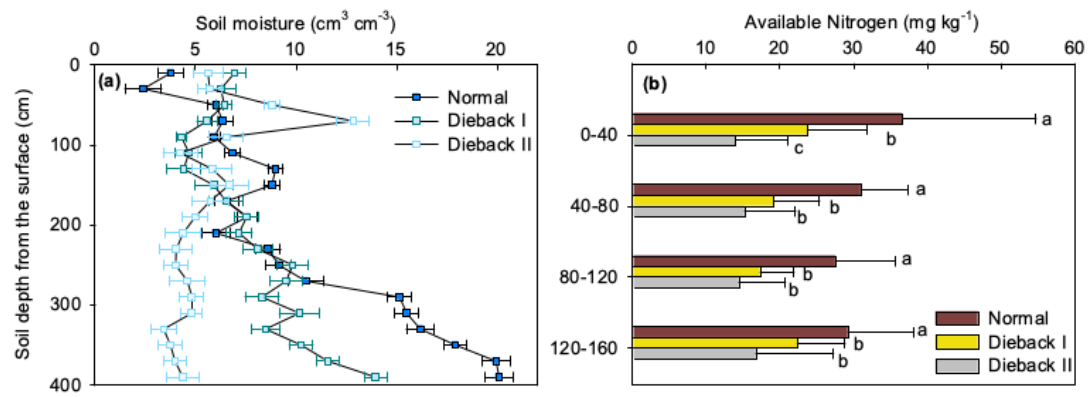 Soil moisture (cm³ cm⁻³)
0 5 10 15 20
0
100
200
300
400
Soil depth from the surface (cm)
(a)
Normal
Dieback I
Dieback II
Available Nitrogen (mg kg⁻¹)
0 10 20 30 40 50 60
(b)
0-40
a
b
c
40-80
a
b
b
80-120
a
b
b
120-160
a
b
b
Normal
Dieback I
Dieback II